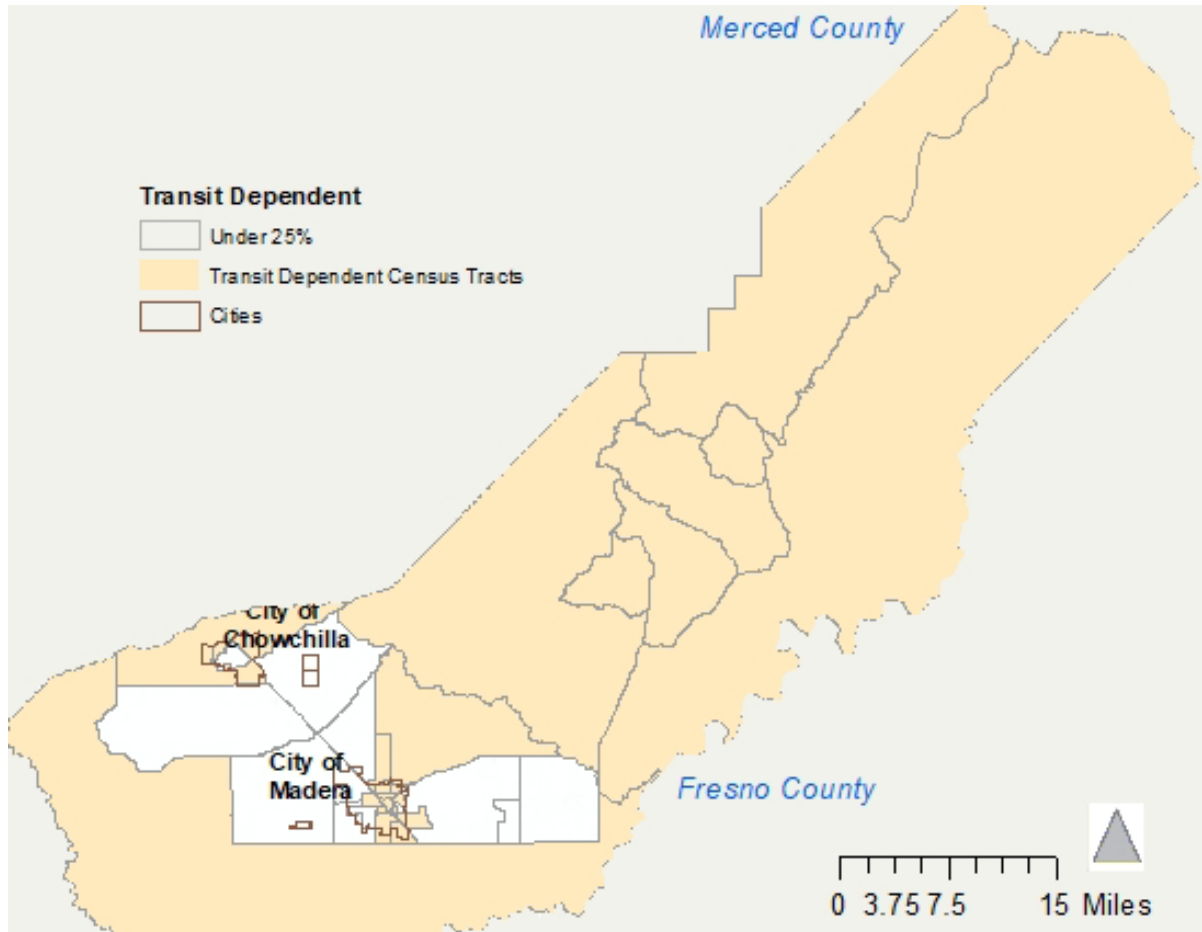 Merced County
Transit Dependent
Under 25%
Transit Dependent Census Tracts
Cities
City of
Chowchilla
City of
Madera
Fresno County
0 3.75 7.5 15 Miles